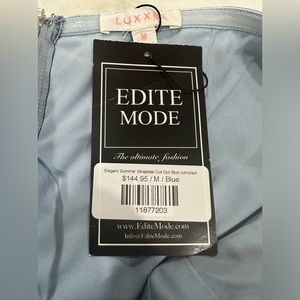 LUXXEL
M
EDITE
MODE
The ultimate fashion
Elegant Summer Strapless Cut Out Blue Jumpsuit
$144.95 / M / Blue
11877203
www.EditeMode.com
Info@EditeMode.com